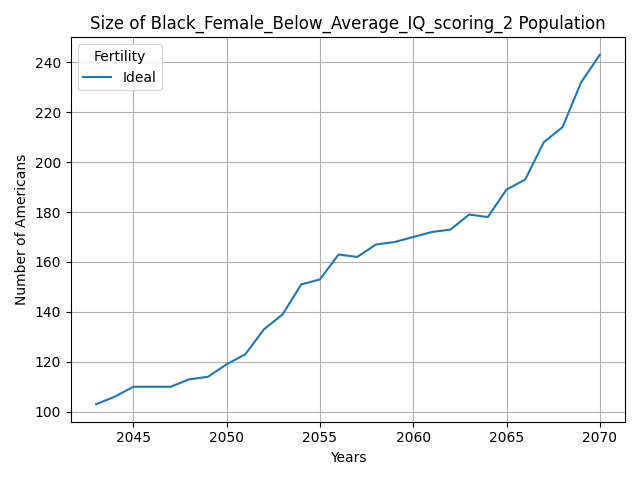 Size of Black_Female_Below_Average_IQ_scoring_2 Population
Fertility
Ideal
Number of Americans
240
220
200
180
160
140
120
100
2045 2050 2055 2060 2065 2070
Years